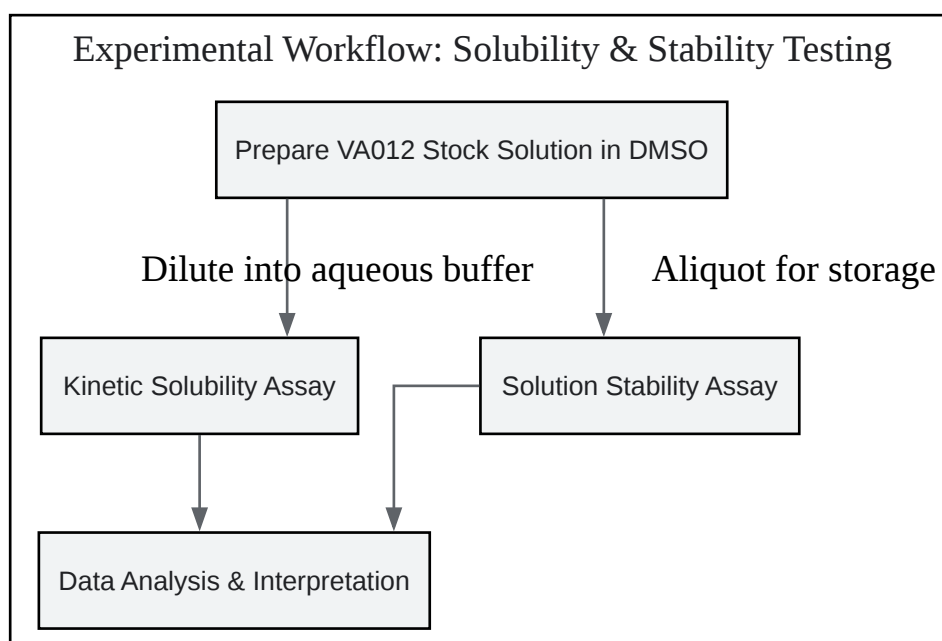 Experimental Workflow: Solubility & Stability Testing
Prepare VA012 Stock Solution in DMSO
Dilute into aqueous buffer
Aliquot for storage
Kinetic Solubility Assay
Solution Stability Assay
Data Analysis & Interpretation